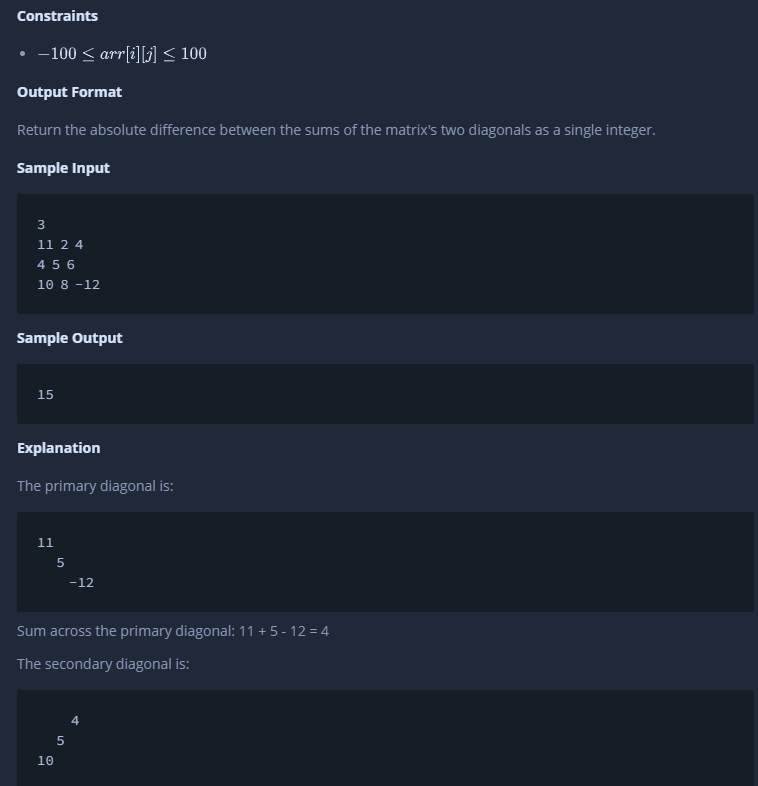 Constraints
• −100 ≤ arr[i][j] ≤ 100
Output Format
Return the absolute difference between the sums of the matrix's two diagonals as a single integer.
Sample Input
3
11 2 4
4 5 6
10 8 -12
Sample Output
15
Explanation
The primary diagonal is:
11
5
-12
Sum across the primary diagonal: 11 + 5 - 12 = 4
The secondary diagonal is:
4
5
10